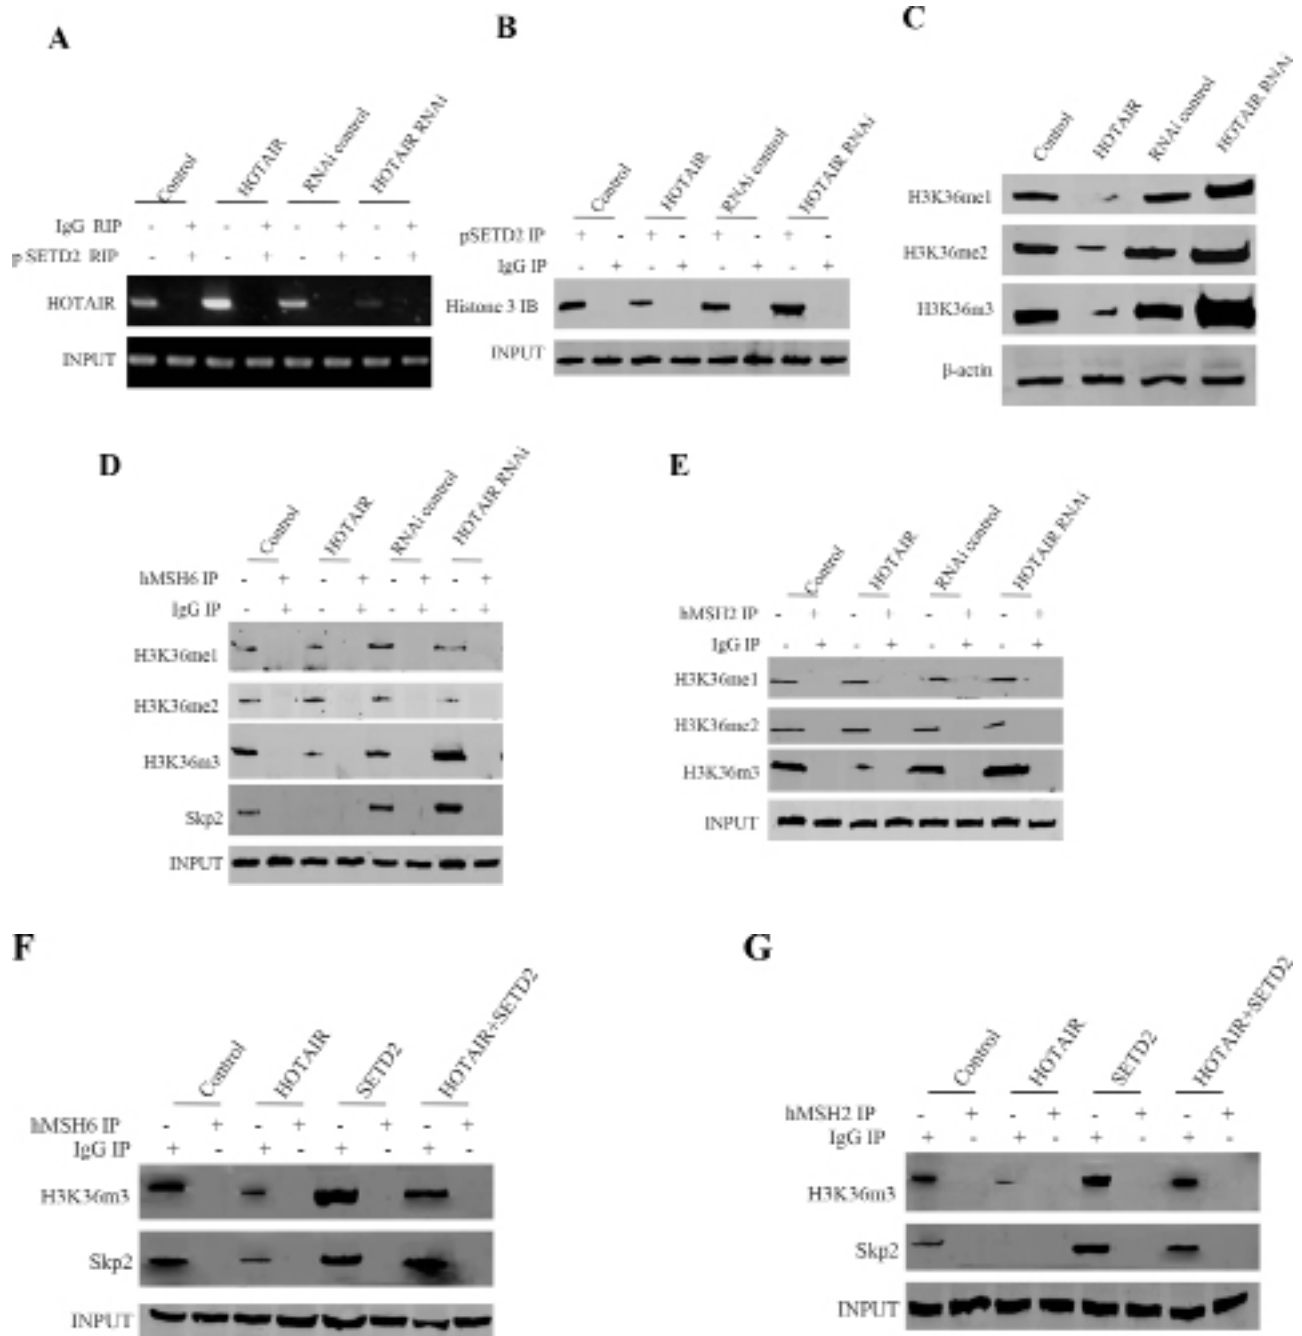 A
Control HOTAIR RNAi control HOTAIR RNAi
IgG RIP - + - + - + - +
pSETD2 RIP - + - + - + - +
HOTAIR
INPUT
B
Control HOTAIR RNAi control HOTAIR RNAi
pSETD2 IP + - + - + - + -
IgG IP - + - + - + - +
Histone 3 IB
INPUT
C
Control HOTAIR RNAi control HOTAIR RNAi
H3K36me1
H3K36me2
H3K36m3
β-actin
D
Control HOTAIR RNAi control HOTAIR RNAi
hMSH6 IP - + - + - + - +
IgG IP - + - + - + - +
H3K36me1
H3K36me2
H3K36m3
Skp2
INPUT
E
Control HOTAIR RNAi control HOTAIR RNAi
hMSH2 IP - + - + - + - +
IgG IP - + - + - + - +
H3K36me1
H3K36me2
H3K36m3
INPUT
F
Control HOTAIR SETD2 HOTAIR+SETD2
hMSH6 IP - + - + - + - +
IgG IP + - + - + - + -
H3K36m3
Skp2
INPUT
G
Control HOTAIR SETD2 HOTAIR+SETD2
hMSH2 IP - + - + - + - +
IgG IP + - + - + - + -
H3K36m3
Skp2
INPUT